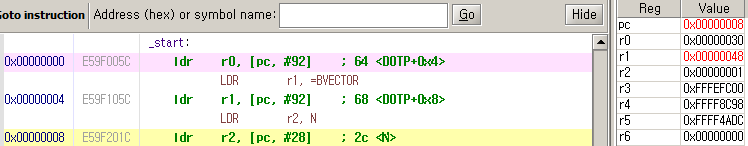 Goto instruction Address (hex) or symbol name: Go Hide
Reg Value
pc 0x00000008
r0 0x00000030
r1 0x00000048
r2 0x00000001
r3 0xFFFEFC00
r4 0xFFFF8C98
r5 0xFFFF4ADC
r6 0x00000000
_start:
0x00000000 E59F005C ldr r0, [pc, #92] ; 64 <DOTP+0x4>
LDR r1, =BVECTOR
0x00000004 E59F105C ldr r1, [pc, #92] ; 68 <DOTP+0x8>
LDR r2, N
0x00000008 E59F201C ldr r2, [pc, #28] ; 2c <N>